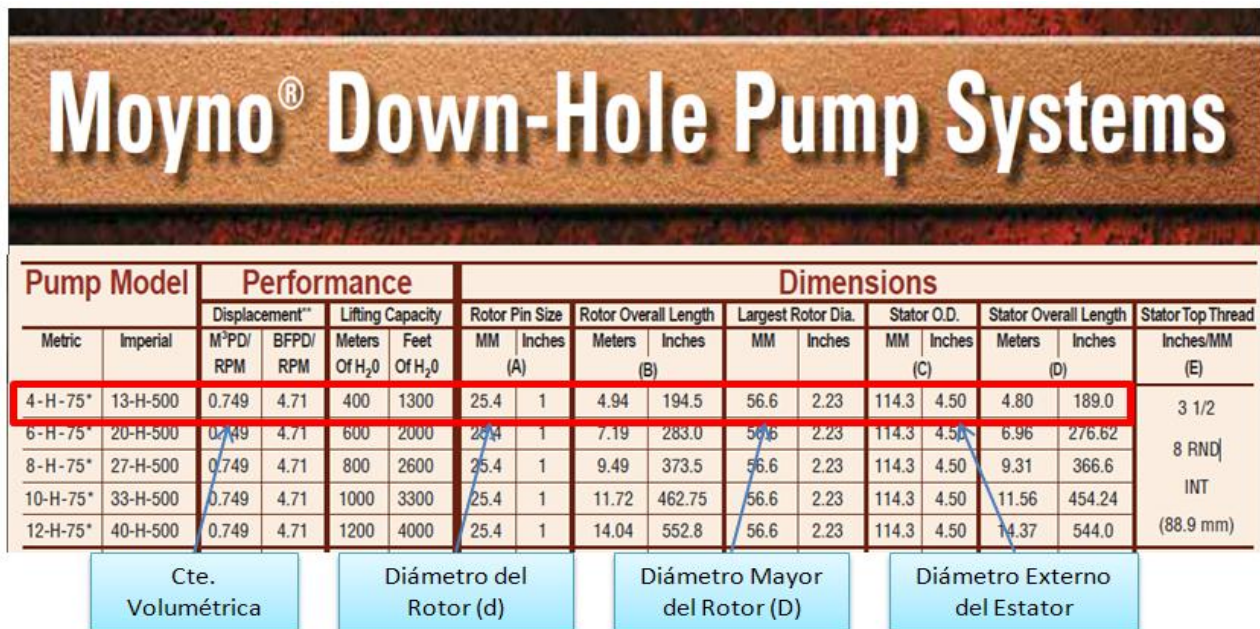 Moyno® Down-Hole Pump Systems
Pump Model Performance Dimensions
Displacement** Lifting Capacity Rotor Pin Size Rotor Overall Length Largest Rotor Dia. Stator O.D. Stator Overall Length Stator Top Thread
Metric Imperial M³PD/ BFPD/ Meters Feet MM Inches Meters Inches MM Inches MM Inches Meters Inches Inches/MM
RPM RPM Of H₂0 Of H₂0 (A) (B) (C) (D) (E)
4-H-75* 13-H-500 0.749 4.71 400 1300 25.4 1 4.94 194.5 56.6 2.23 114.3 4.50 4.80 189.0 3 1/2
6-H-75* 20-H-500 0.749 4.71 600 2000 25.4 1 7.19 283.0 56.6 2.23 114.3 4.50 6.96 276.62
8-H-75* 27-H-500 0.749 4.71 800 2600 25.4 1 9.49 373.5 56.6 2.23 114.3 4.50 9.31 366.6 8 RND
10-H-75* 33-H-500 0.749 4.71 1000 3300 25.4 1 11.72 462.75 56.6 2.23 114.3 4.50 11.56 454.24 INT
12-H-75* 40-H-500 0.749 4.71 1200 4000 25.4 1 14.04 552.8 56.6 2.23 114.3 4.50 14.37 544.0 (88.9 mm)
Cte.
Volumétrica
Diámetro del
Rotor (d)
Diámetro Mayor
del Rotor (D)
Diámetro Externo
del Estator